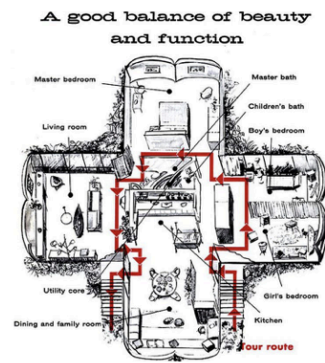 A good balance of beauty
and function
Master bedroom
Master bath
Children's bath
Living room
Boy's bedroom
Utility core
Girl's bedroom
Dining and family room
Kitchen
Tour route